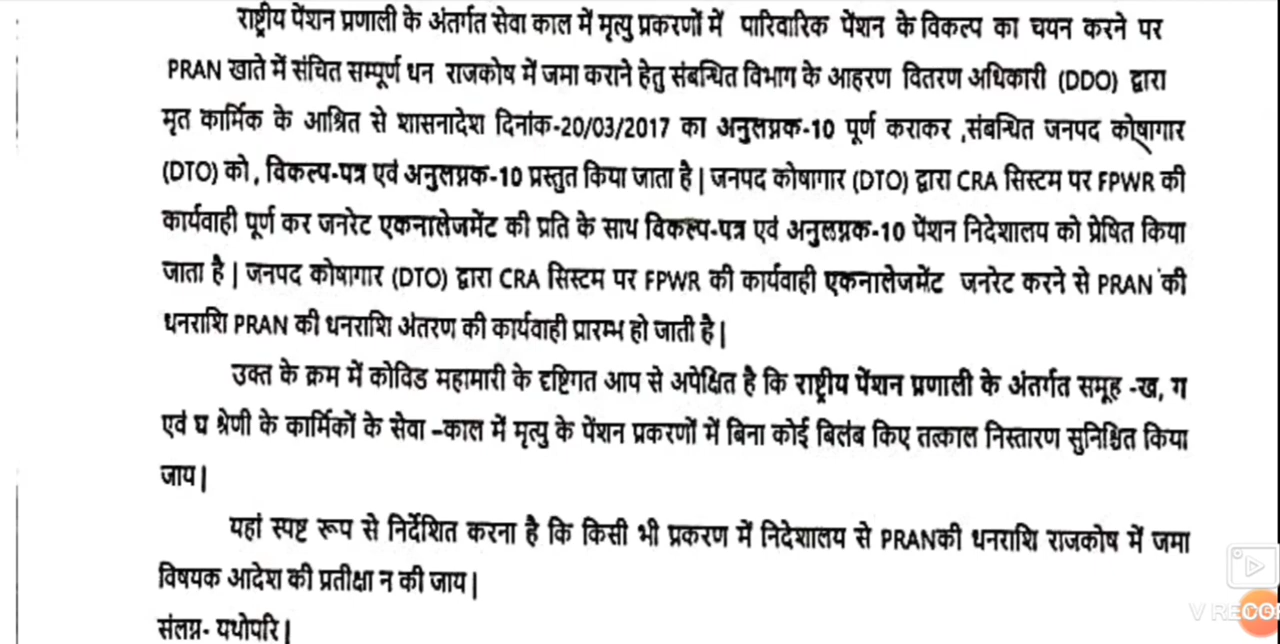 राष्ट्रीय पेंशन प्रणाली के अंतर्गत सेवा काल में मृत्यु प्रकरणों में पारिवारिक पेंशन के विकल्प का चयन करने पर
PRAN खाते में संचित सम्पूर्ण धन राजकोष में जमा कराने हेतु संबन्धित विभाग के आहरण वितरण अधिकारी (DDO) द्वारा
मृत कार्मिक के आश्रित से शासनादेश दिनांक-20/03/2017 का अनुलग्नक-10 पूर्ण कराकर ,संबन्धित जनपद कोषागार
(DTO) को, विकल्प-पत्र एवं अनुलग्नक-10 प्रस्तुत किया जाता है | जनपद कोषागार (DTO) द्वारा CRA सिस्टम पर FPWR की
कार्यवाही पूर्ण कर जनरेट एकनालेजमेंट की प्रति के साथ विकल्प-पत्र एवं अनुलग्नक-10 पेंशन निदेशालय को प्रेषित किया
जाता है | जनपद कोषागार (DTO) द्वारा CRA सिस्टम पर FPWR की कार्यवाही एकनालेजमेंट जनरेट करने से PRAN की
धनराशि PRAN की धनराशि अंतरण की कार्यवाही प्रारम्भ हो जाती है |
उक्त के क्रम में कोविड महामारी के दृष्टिगत आप से अपेक्षित है कि राष्ट्रीय पेंशन प्रणाली के अंतर्गत समूह -ख, ग
एवं घ श्रेणी के कार्मिकों के सेवा –काल में मृत्यु के पेंशन प्रकरणों में बिना कोई बिलंब किए तत्काल निस्तारण सुनिश्चित किया
जाय |
यहां स्पष्ट रूप से निर्देशित करना है कि किसी भी प्रकरण में निदेशालय से PRANकी धनराशि राजकोष में जमा
विषयक आदेश की प्रतीक्षा न की जाय |
संलग्न- यथोपरि |